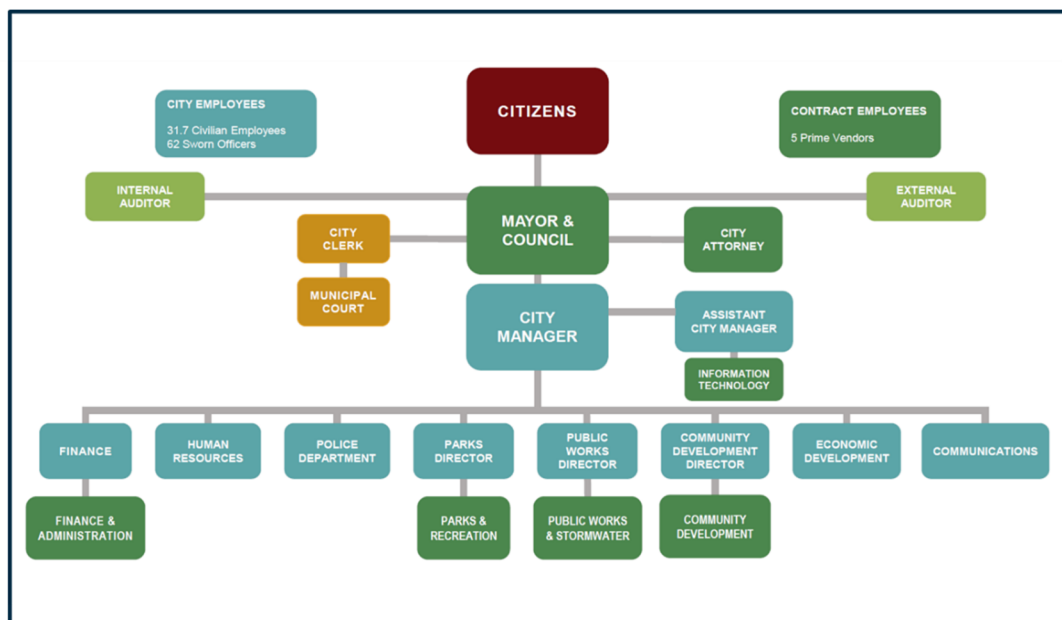 CITY EMPLOYEES
31.7 Civilian Employees
62 Sworn Officers
CITIZENS
CONTRACT EMPLOYEES
5 Prime Vendors
INTERNAL
AUDITOR
EXTERNAL
AUDITOR
MAYOR &
COUNCIL
CITY
CLERK
CITY
ATTORNEY
MUNICIPAL
COURT
CITY
MANAGER
ASSISTANT
CITY MANAGER
INFORMATION
TECHNOLOGY
FINANCE
HUMAN
RESOURCES
POLICE
DEPARTMENT
PARKS
DIRECTOR
PUBLIC
WORKS
DIRECTOR
COMMUNITY
DEVELOPMENT
DIRECTOR
ECONOMIC
DEVELOPMENT
COMMUNICATIONS
FINANCE &
ADMINISTRATION
PARKS &
RECREATION
PUBLIC WORKS
& STORMWATER
COMMUNITY
DEVELOPMENT